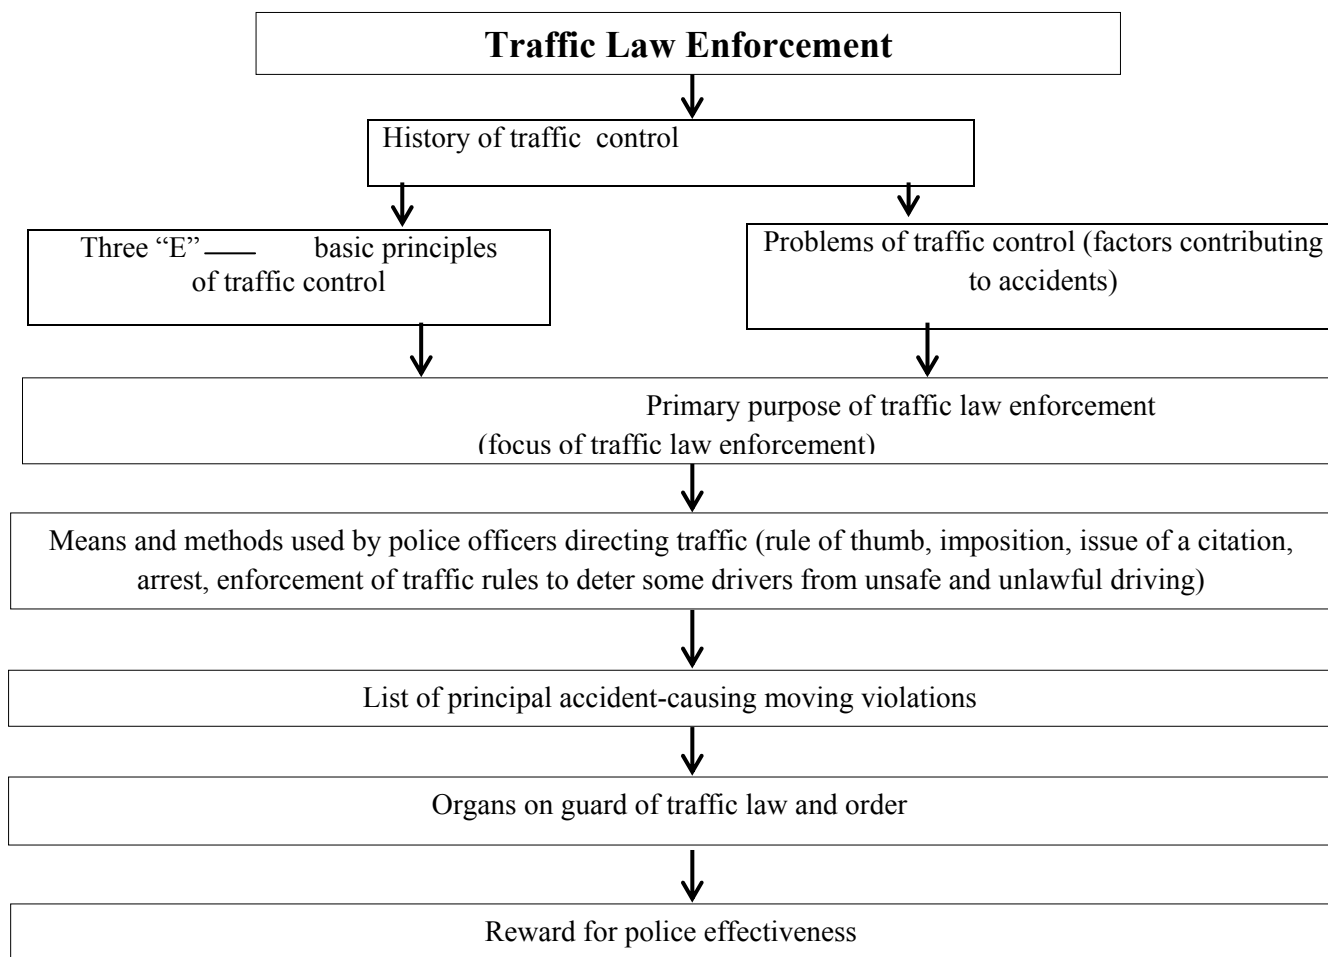 Traffic Law Enforcement
History of traffic control
Three “E” —— basic principles
of traffic control
Problems of traffic control (factors contributing
to accidents)
Primary purpose of traffic law enforcement
(focus of traffic law enforcement)
Means and methods used by police officers directing traffic (rule of thumb, imposition, issue of a citation,
arrest, enforcement of traffic rules to deter some drivers from unsafe and unlawful driving)
List of principal accident-causing moving violations
Organs on guard of traffic law and order
Reward for police effectiveness